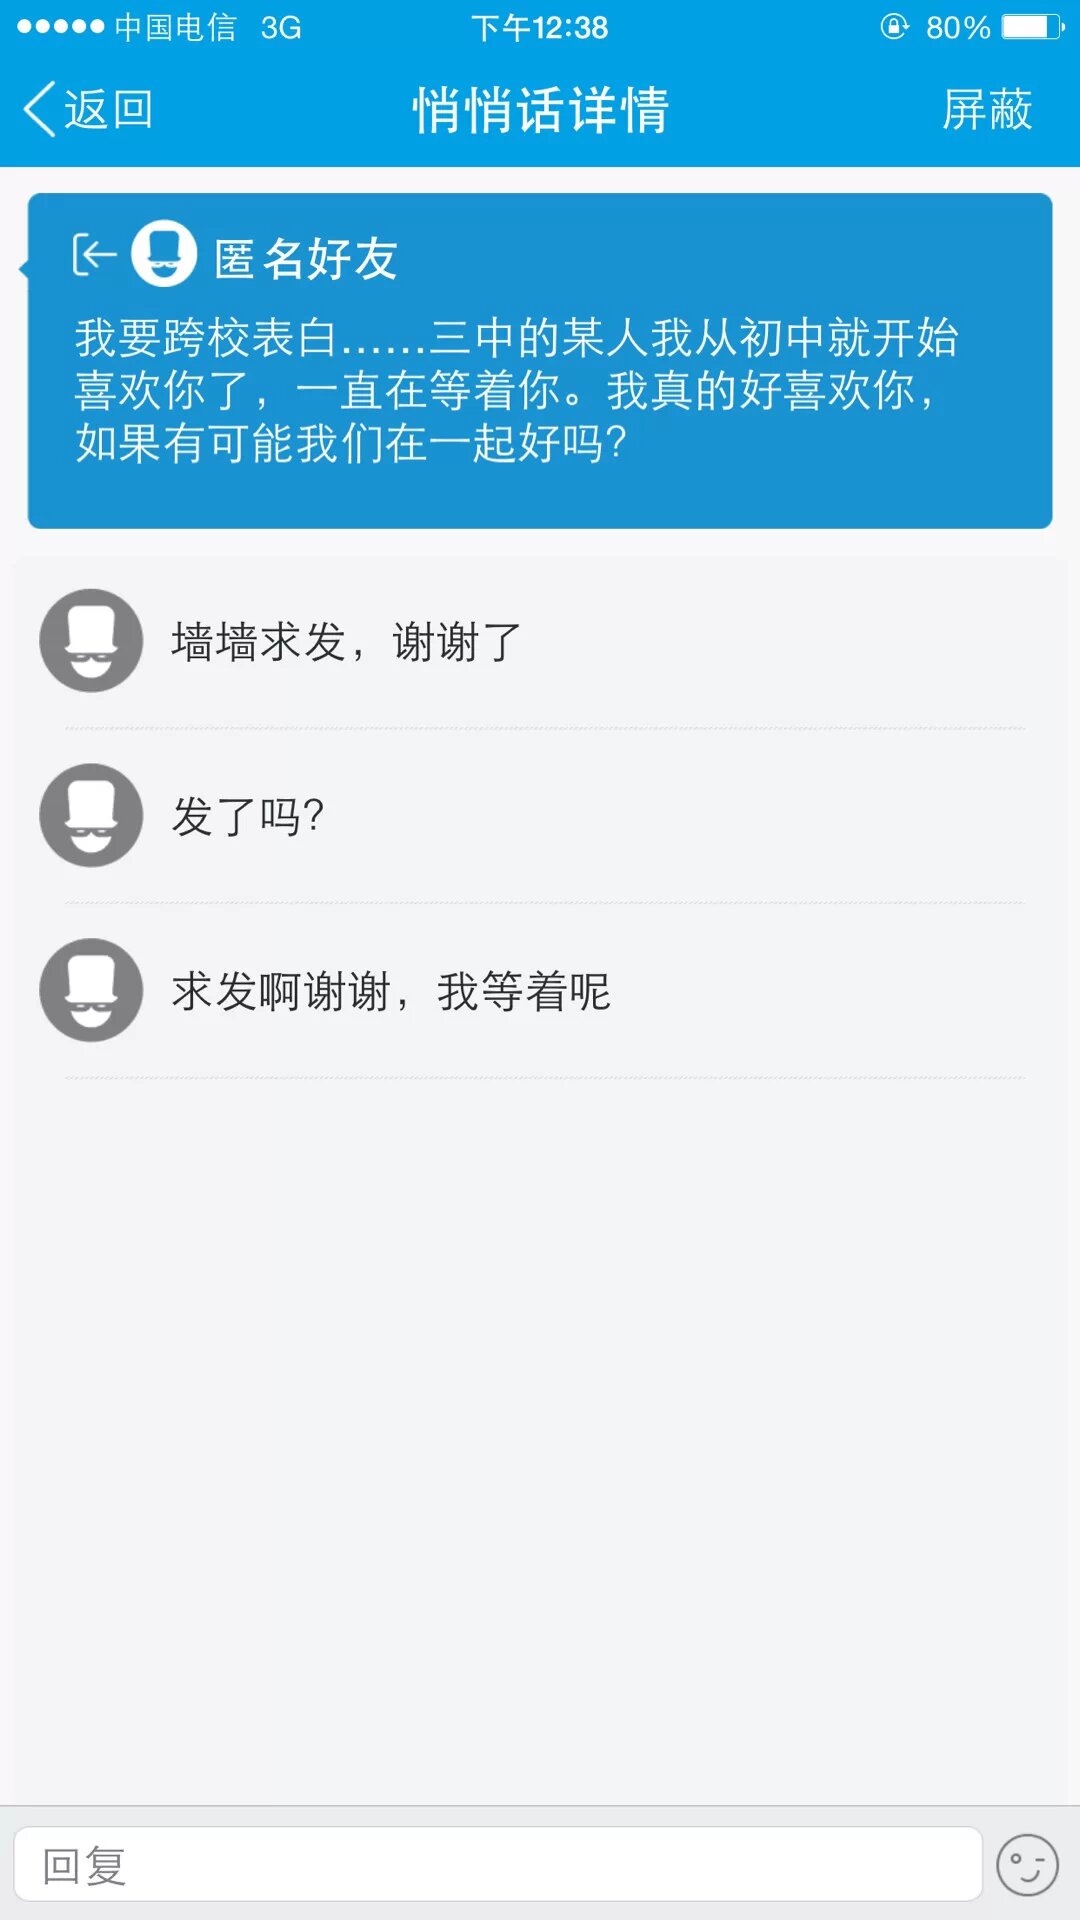 中国电信 3G 下午12:38 80%
返回 悄悄话详情 屏蔽
匿名好友
我要跨校表白……三中的某人我从初中就开始
喜欢你了，一直在等着你。我真的好喜欢你，
如果有可能我们在一起好吗？
墙墙求发，谢谢了
发了吗？
求发啊谢谢，我等着呢
回复